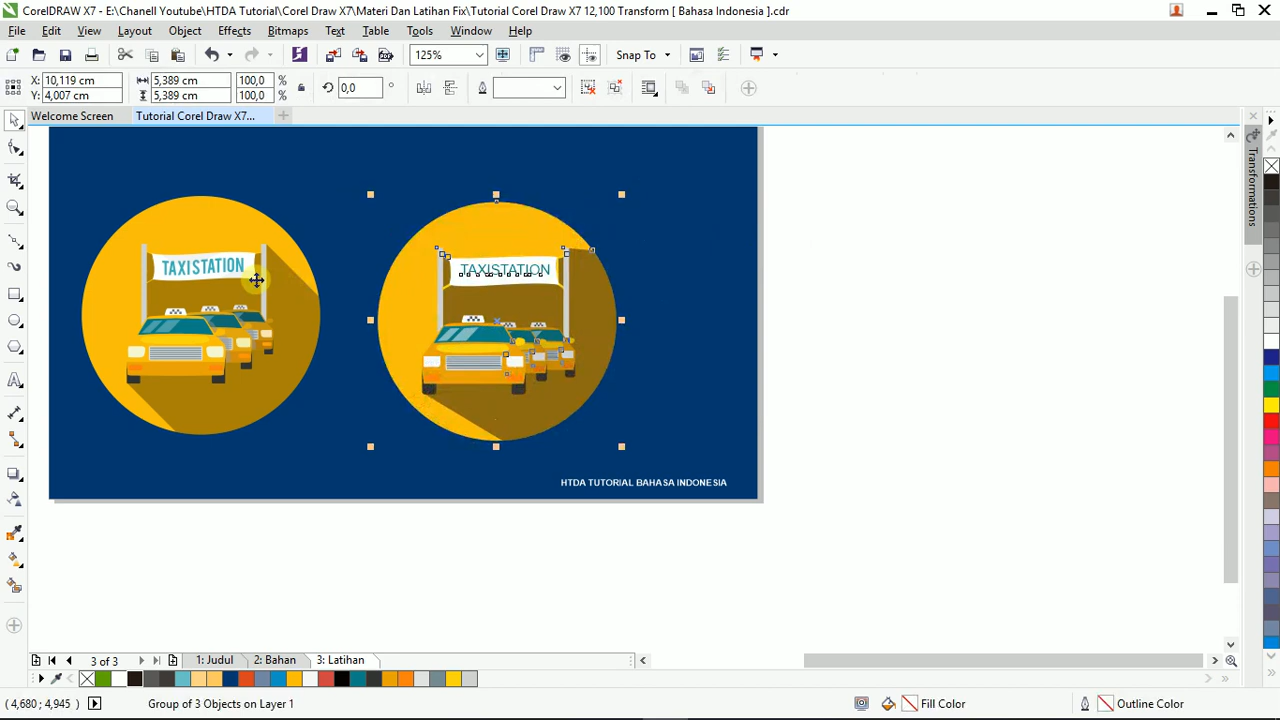 CorelDRAW X7 - E:\Chanell Youtube\HTDA Tutorial\Corel Draw X7\Materi Dan Latihan Fix\Tutorial Corel Draw X7 12,100 Transform [ Bahasa Indonesia ].cdr
File Edit View Layout Object Effects Bitmaps Text Table Tools Window Help
125% Snap To
X: 10,119 cm 5,389 cm 100,0 % 0,0 °
Y: 4,007 cm 5,389 cm 100,0 %
Welcome Screen Tutorial Corel Draw X7...
Transformations
TAXISTATION
TAXISTATION
HTDA TUTORIAL BAHASA INDONESIA
3 of 3 1: Judul 2: Bahan 3: Latihan
( 4,680 ; 4,945 ) Group of 3 Objects on Layer 1 Fill Color Outline Color